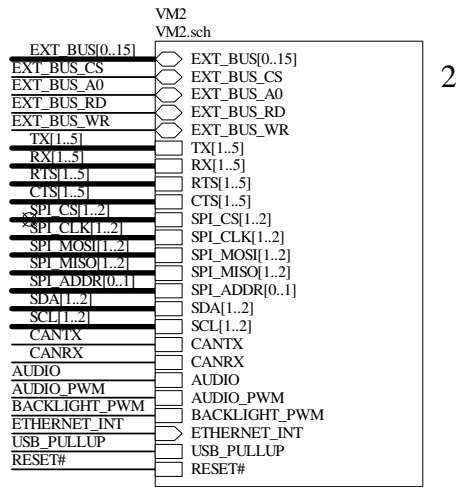 VM2
VM2.sch
EXT_BUS[0..15] EXT_BUS[0..15]
EXT_BUS_CS EXT_BUS_CS
EXT_BUS_A0 EXT_BUS_A0
EXT_BUS_RD EXT_BUS_RD
EXT_BUS_WR EXT_BUS_WR
2
TX[1..5] TX[1..5]
RX[1..5] RX[1..5]
RTS[1..5] RTS[1..5]
CTS[1..5] CTS[1..5]
SPI_CS[1..2] SPI_CS[1..2]
SPI_CLK[1..2] SPI_CLK[1..2]
SPI_MOSI[1..2] SPI_MOSI[1..2]
SPI_MISO[1..2] SPI_MISO[1..2]
SPI_ADDR[0..1] SPI_ADDR[0..1]
SDA[1..2] SDA[1..2]
SCL[1..2] SCL[1..2]
CANTX CANTX
CANRX CANRX
AUDIO AUDIO
AUDIO_PWM AUDIO_PWM
BACKLIGHT_PWM BACKLIGHT_PWM
ETHERNET_INT ETHERNET_INT
USB_PULLUP USB_PULLUP
RESET# RESET#